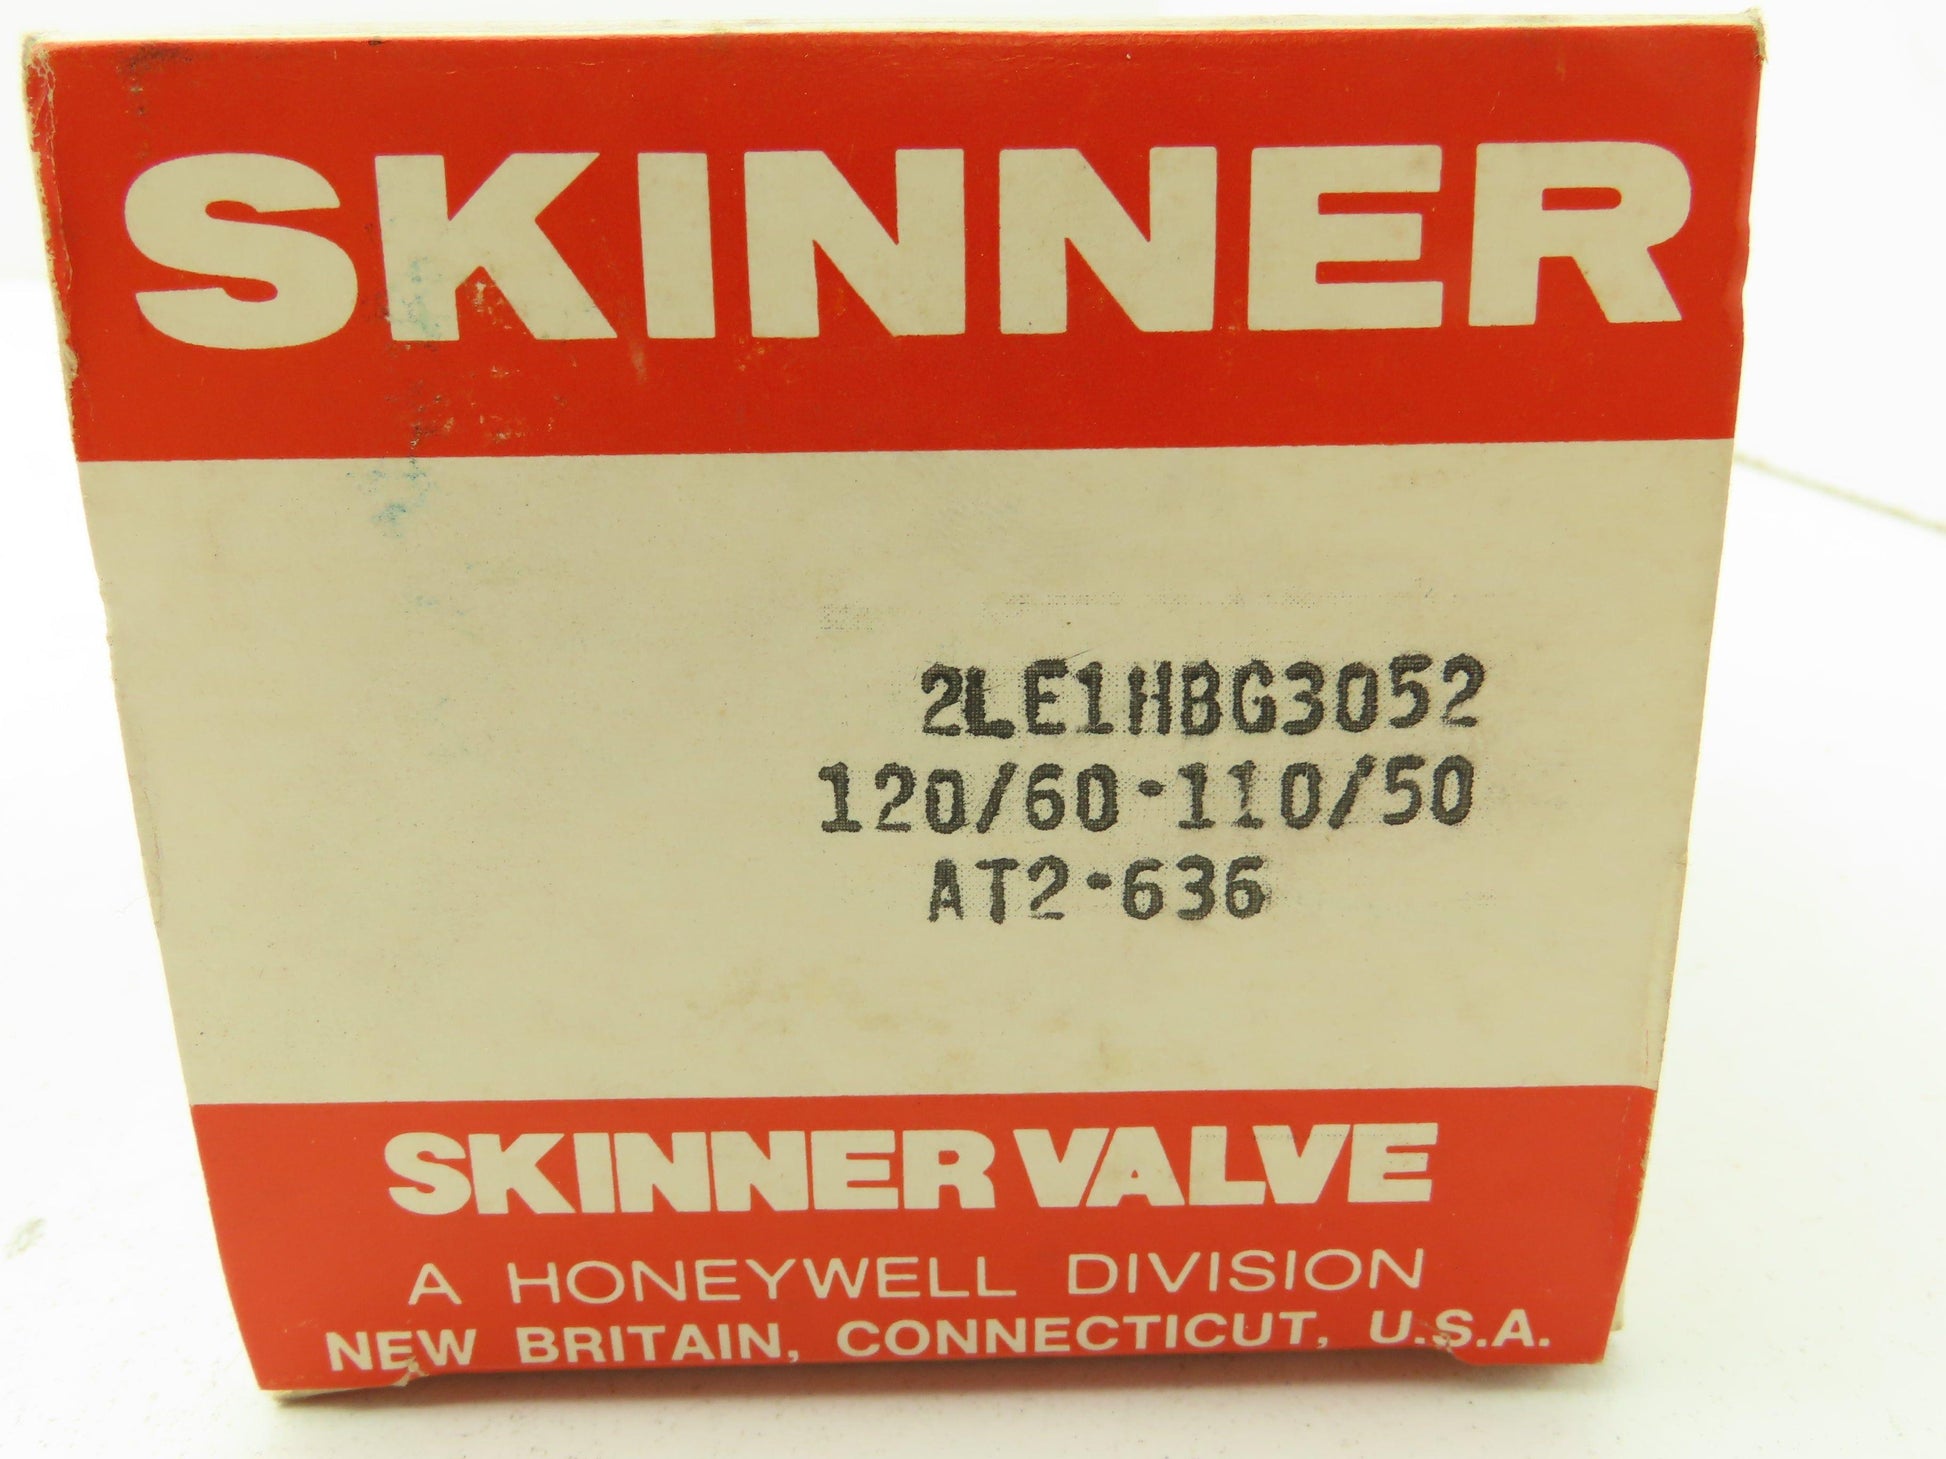 SKINNER
2LE1HBG3052
120/60-110/50
AT2-636
SKINNER VALVE
A HONEYWELL DIVISION
NEW BRITAIN, CONNECTICUT, U.S.A.